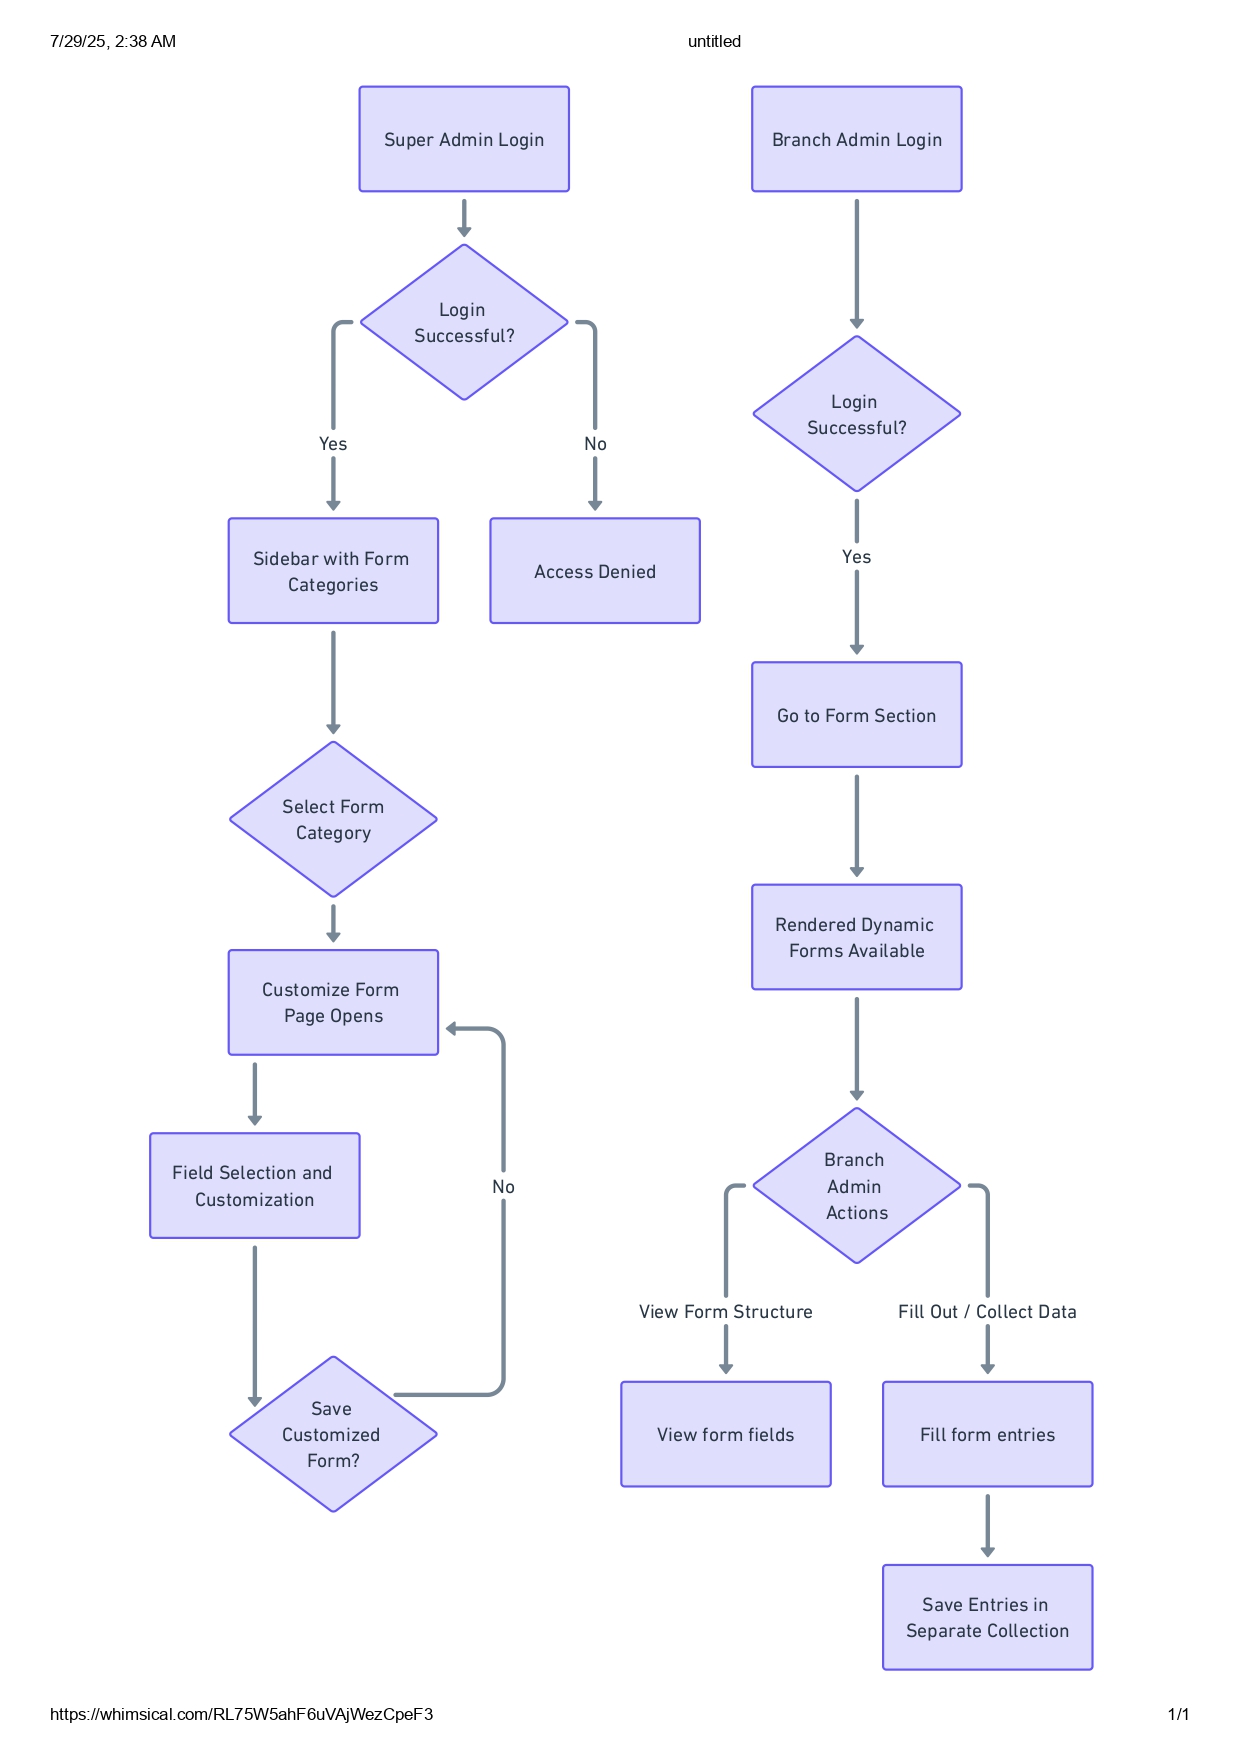 7/29/25, 2:38 AM
untitled
Super Admin Login
Login
Successful?
Yes
No
Sidebar with Form
Categories
Access Denied
Select Form
Category
Customize Form
Page Opens
Field Selection and
Customization
No
Save
Customized
Form?
Branch Admin Login
Login
Successful?
Yes
Go to Form Section
Rendered Dynamic
Forms Available
Branch
Admin
Actions
View Form Structure
Fill Out / Collect Data
View form fields
Fill form entries
Save Entries in
Separate Collection
https://whimsical.com/RL75W5ahF6uVAjWezCpeF3
1/1